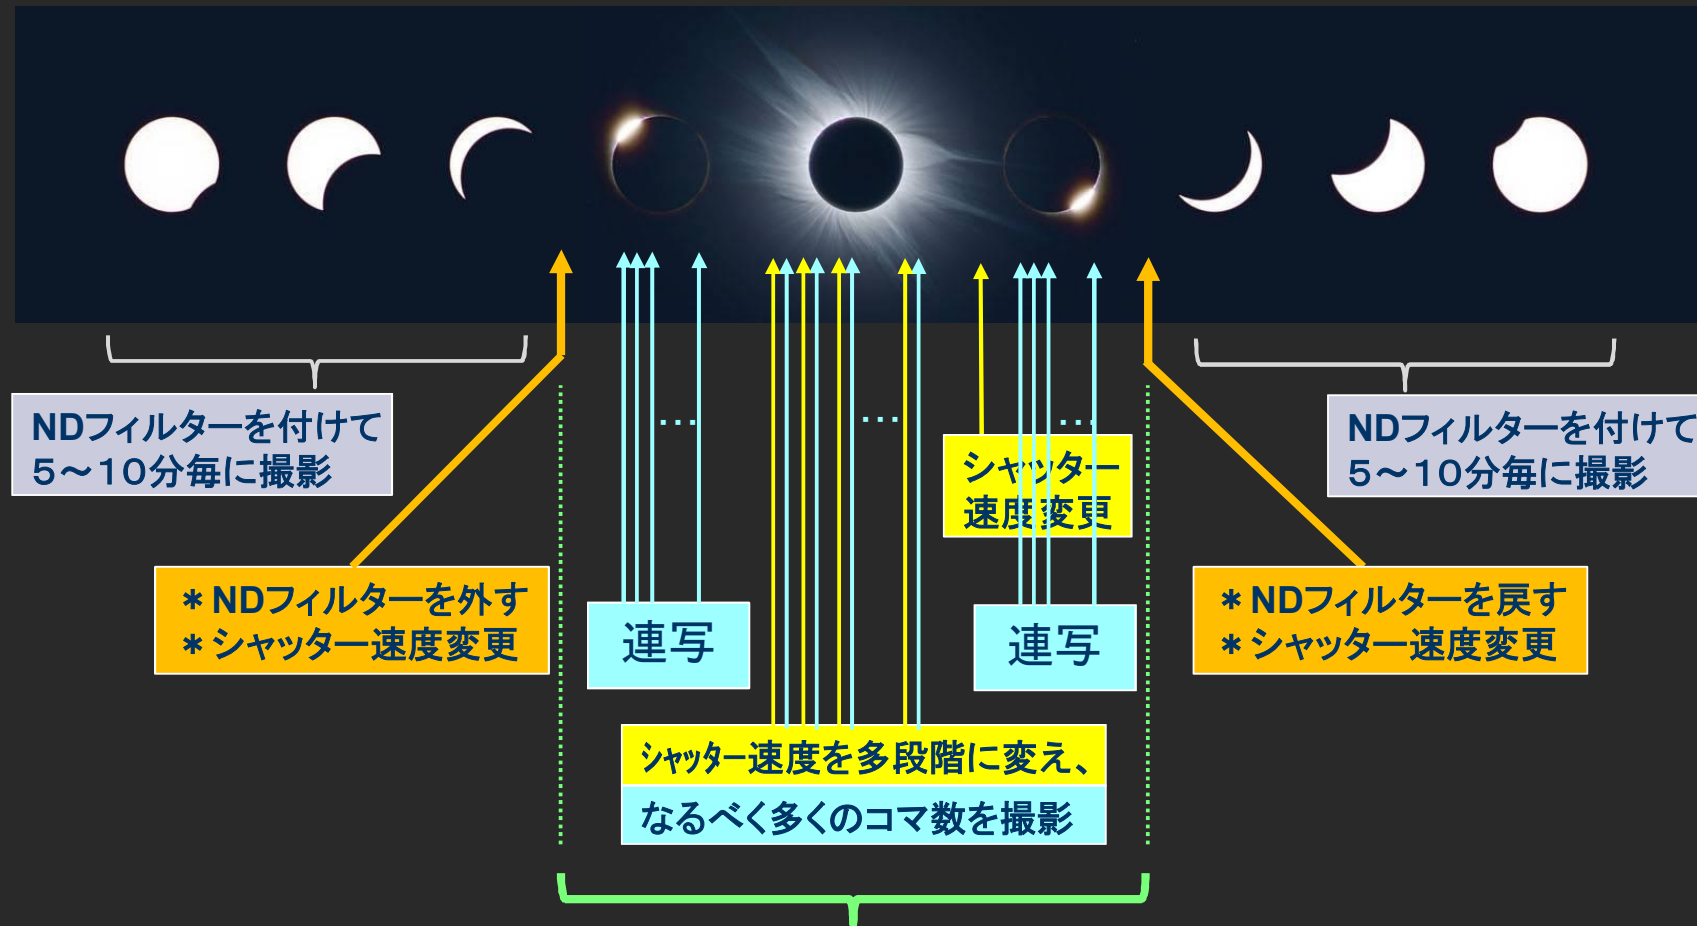 NDフィルターを付けて
５～１０分毎に撮影
NDフィルターを付けて
５～１０分毎に撮影
…
…
…
シャッター
速度変更
＊NDフィルターを外す
＊シャッター速度変更
連写
連写
＊NDフィルターを戻す
＊シャッター速度変更
ｼｬｯﾀｰ速度を多段階に変え、
なるべく多くのコマ数を撮影